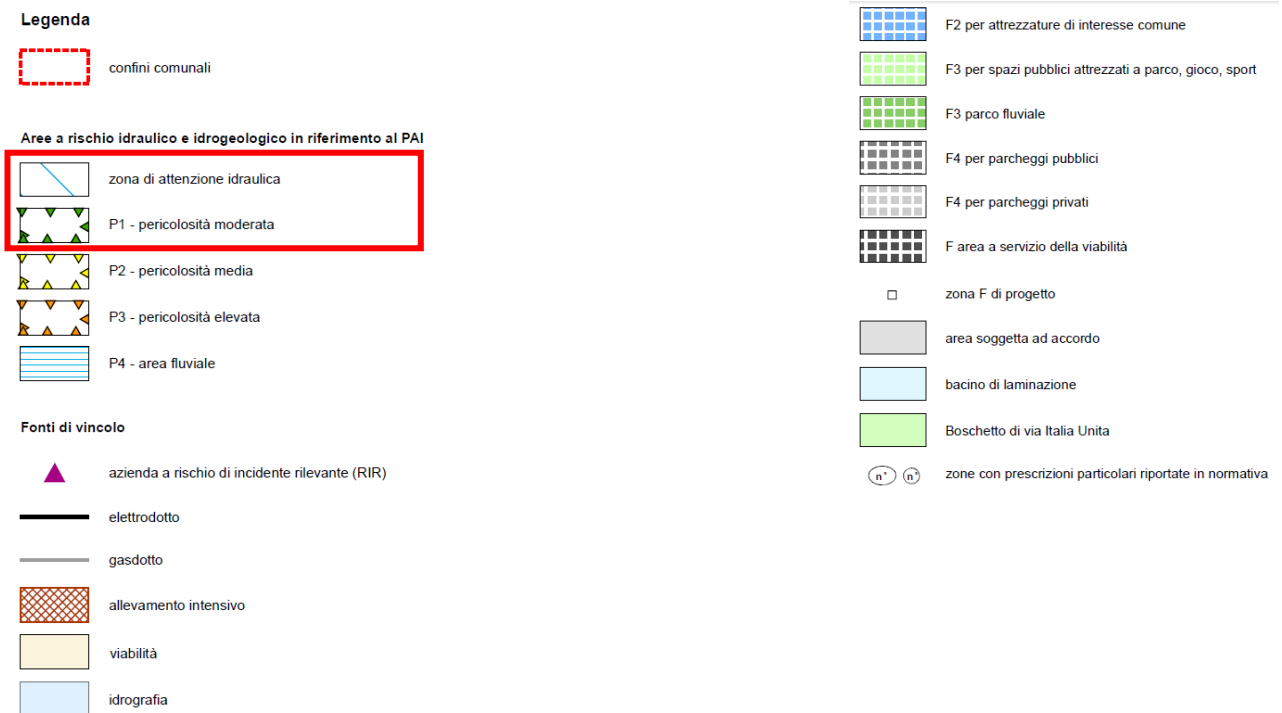 Legenda
confini comunali
Aree a rischio idraulico e idrogeologico in riferimento al PAI
zona di attenzione idraulica
P1 - pericolosità moderata
P2 - pericolosità media
P3 - pericolosità elevata
P4 - area fluviale
Fonti di vincolo
azienda a rischio di incidente rilevante (RIR)
elettrodotto
gasdotto
allevamento intensivo
viabilità
idrografia
F2 per attrezzature di interesse comune
F3 per spazi pubblici attrezzati a parco, gioco, sport
F3 parco fluviale
F4 per parcheggi pubblici
F4 per parcheggi privati
F area a servizio della viabilità
zona F di progetto
area soggetta ad accordo
bacino di laminazione
Boschetto di via Italia Unita
n° n° zone con prescrizioni particolari riportate in normativa